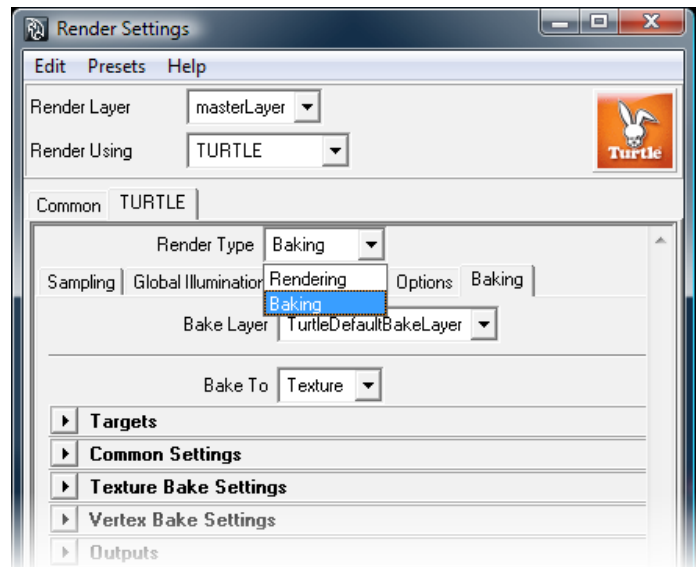 Render Settings
Edit Presets Help
Render Layer masterLayer
Render Using TURTLE
Turtle
Common TURTLE
Render Type Baking
Sampling Global Illumination Options Baking
Rendering
Baking
Bake Layer TurtleDefaultBakeLayer
Bake To Texture
Targets
Common Settings
Texture Bake Settings
Vertex Bake Settings
Outputs